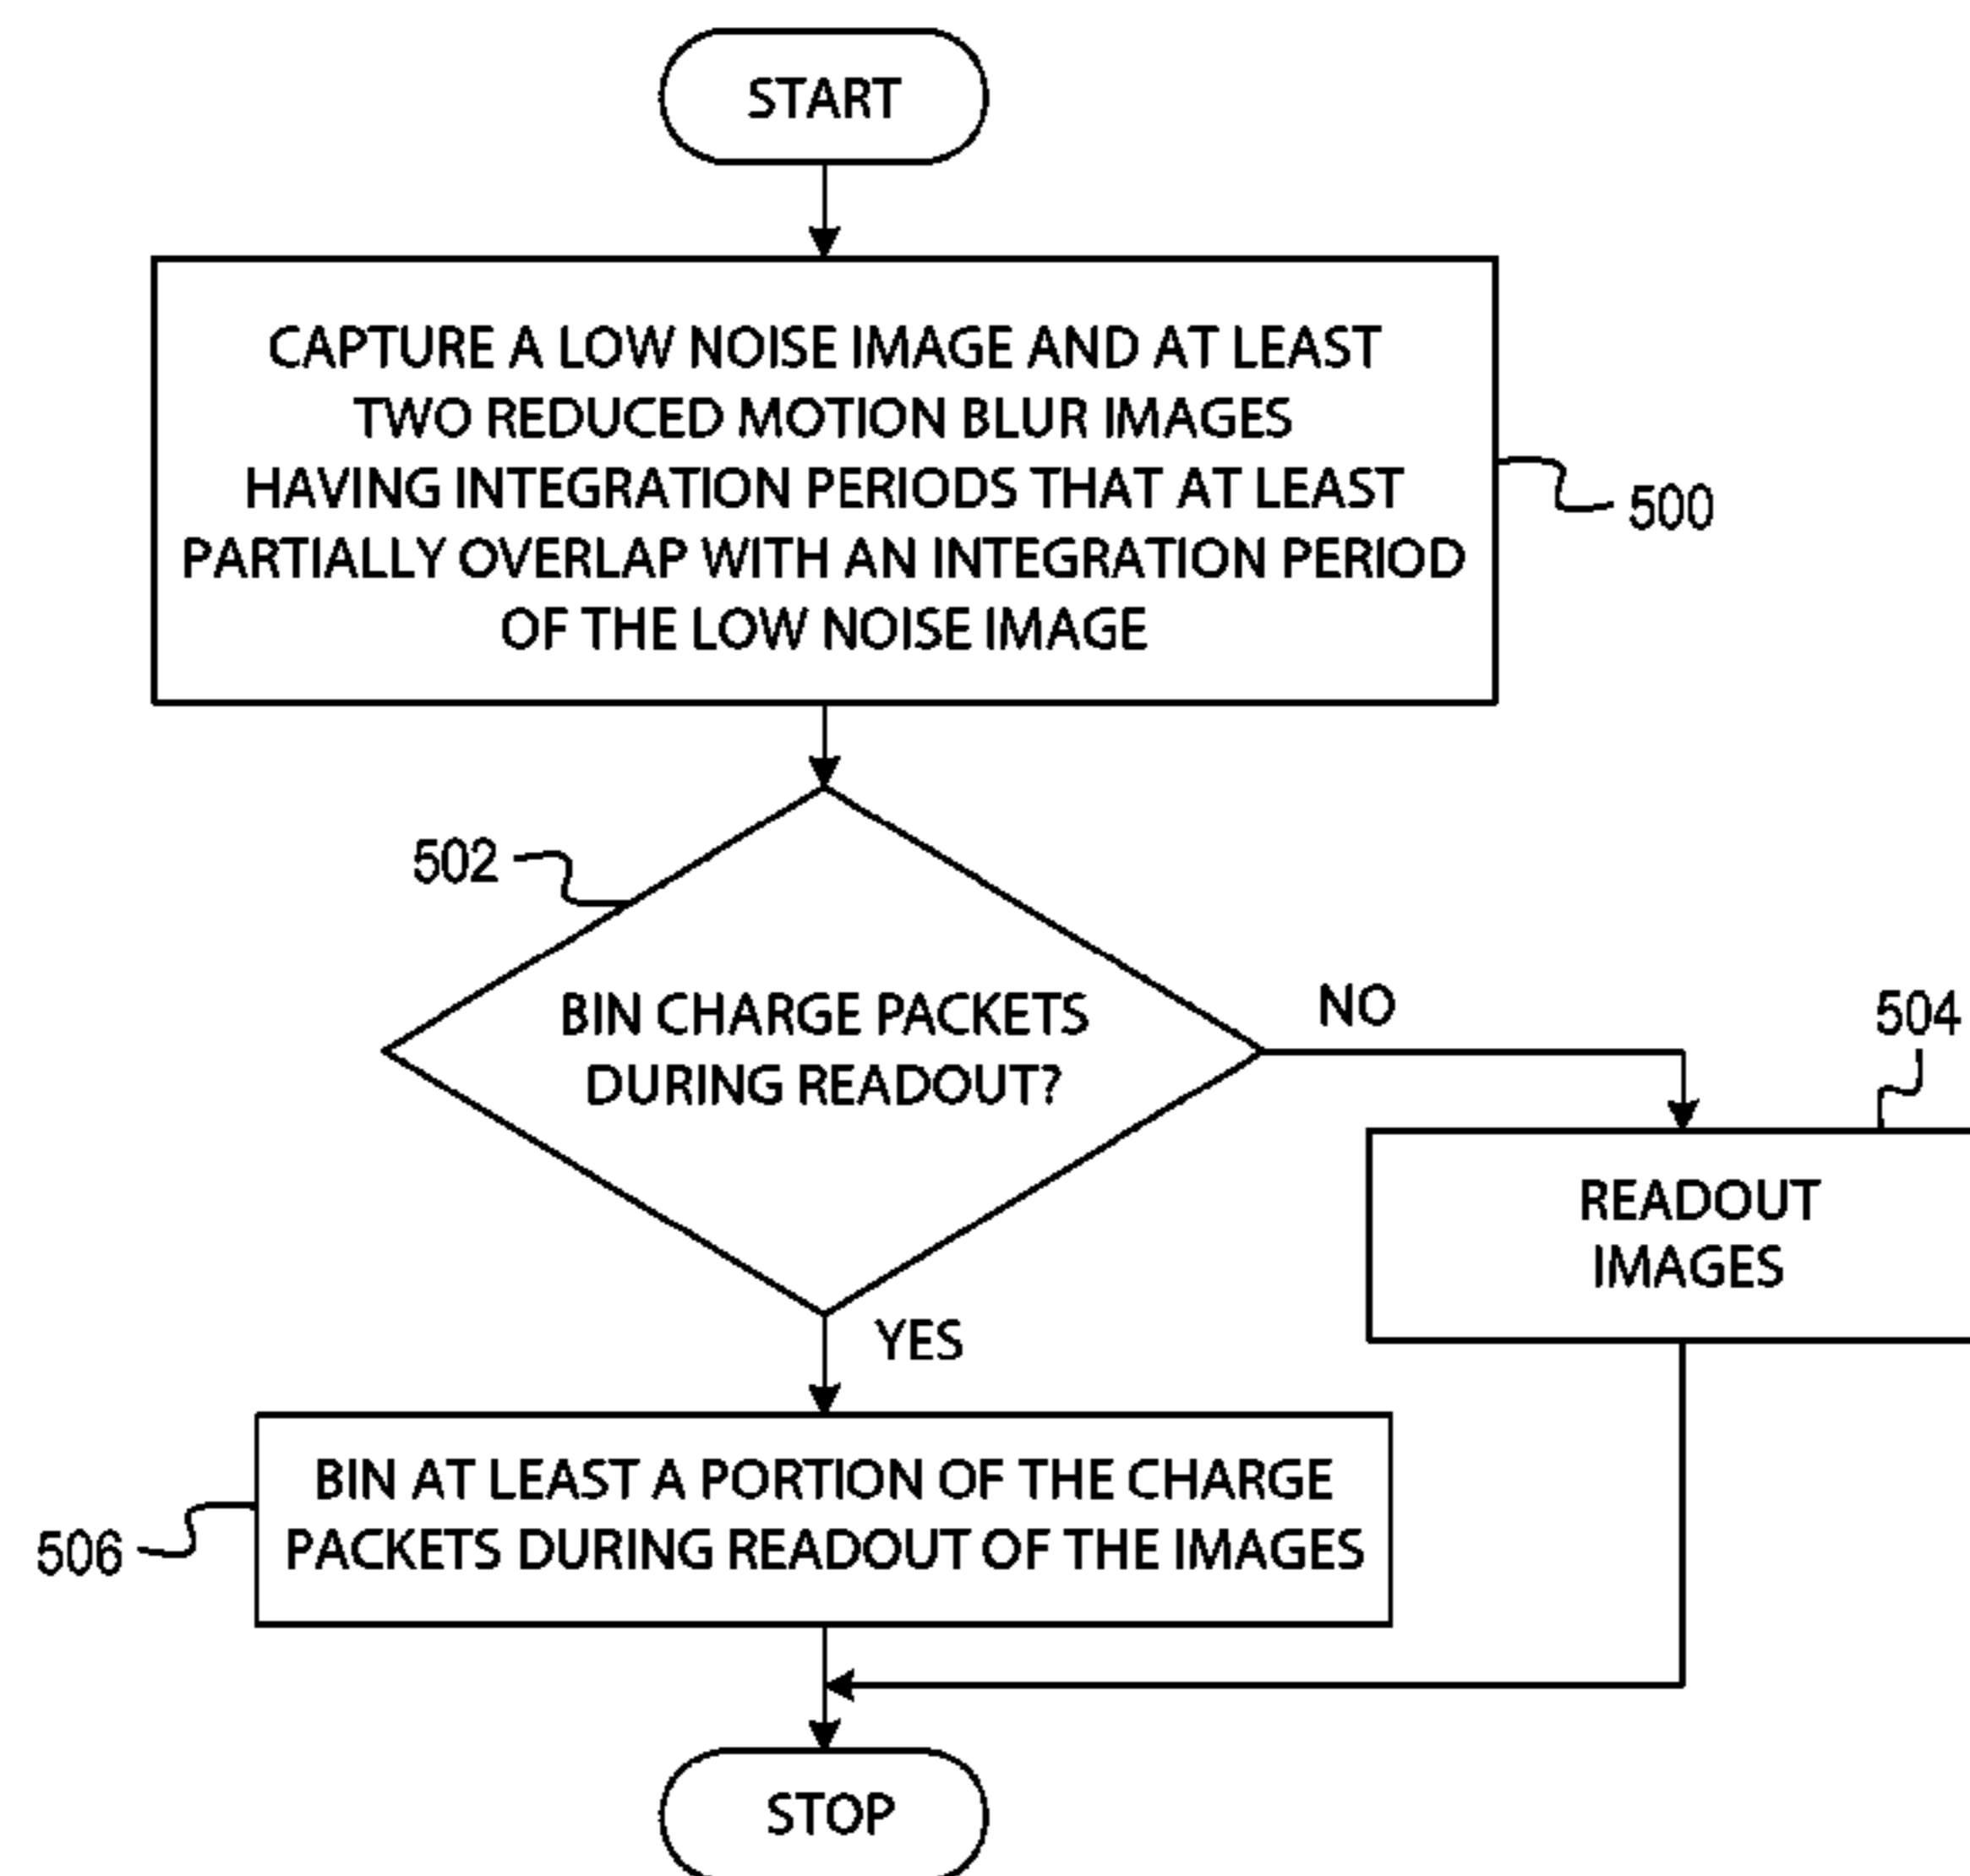 START
CAPTURE A LOW NOISE IMAGE AND AT LEAST
TWO REDUCED MOTION BLUR IMAGES
HAVING INTEGRATION PERIODS THAT AT LEAST
PARTIALLY OVERLAP WITH AN INTEGRATION PERIOD
OF THE LOW NOISE IMAGE
500
502
BIN CHARGE PACKETS
DURING READOUT?
NO
504
READOUT
IMAGES
YES
BIN AT LEAST A PORTION OF THE CHARGE
PACKETS DURING READOUT OF THE IMAGES
506
STOP